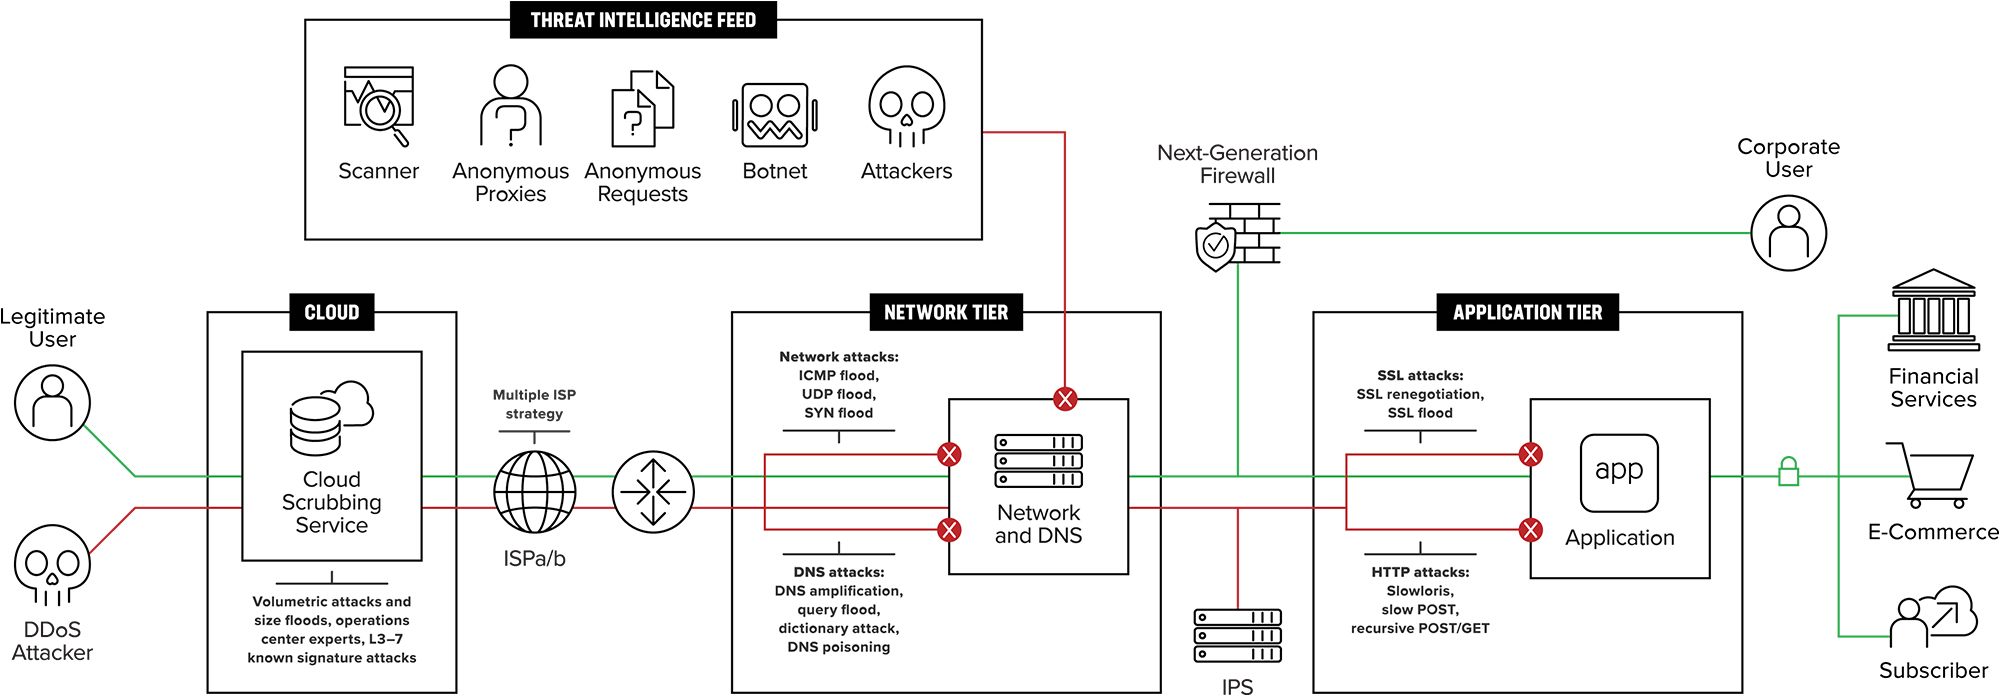 THREAT INTELLIGENCE FEED
Scanner
Anonymous
Proxies
Anonymous
Requests
Botnet
Attackers
Next-Generation
Firewall
Corporate
User
Legitimate
User
DDoS
Attacker
CLOUD
Cloud
Scrubbing
Service
Volumetric attacks and
size floods, operations
center experts, L3–7
known signature attacks
Multiple ISP
strategy
ISPa/b
NETWORK TIER
Network attacks:
ICMP flood,
UDP flood,
SYN flood
Network
and DNS
DNS attacks:
DNS amplification,
query flood,
dictionary attack,
DNS poisoning
IPS
APPLICATION TIER
SSL attacks:
SSL renegotiation,
SSL flood
app
Application
HTTP attacks:
Slowloris,
slow POST,
recursive POST/GET
Financial
Services
E-Commerce
Subscriber